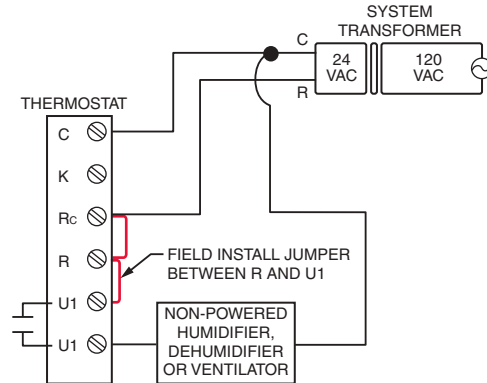 SYSTEM
TRANSFORMER
C
24
VAC
120
VAC
R
THERMOSTAT
C
K
RC
R
FIELD INSTALL JUMPER
BETWEEN R AND U1
U1
U1
NON-POWERED
HUMIDIFIER,
DEHUMIDIFIER
OR VENTILATOR